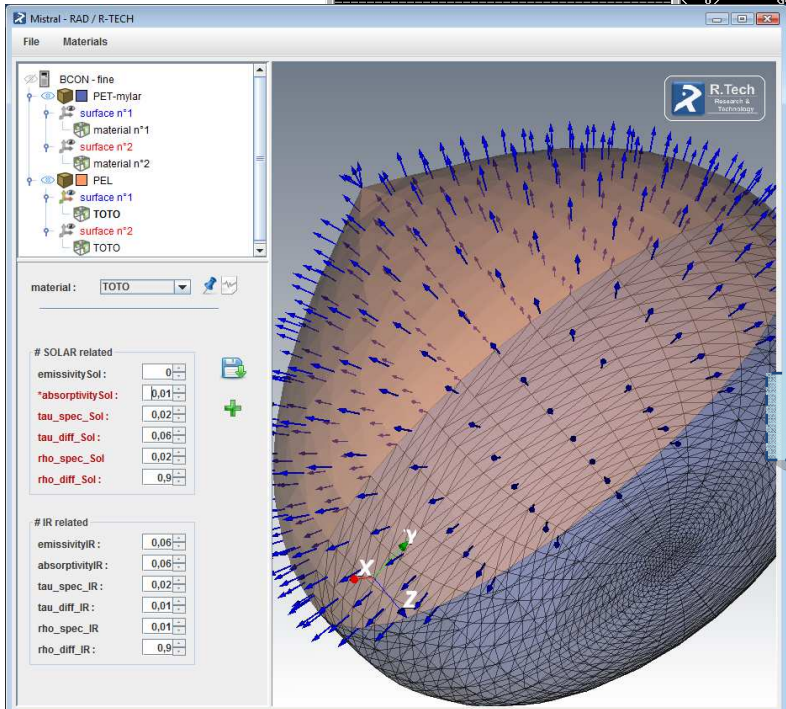 Mistral - RAD / R-TECH
File Materials
BCON - fine
PET-mylar
surface n°1
material n°1
surface n°2
material n°2
PEL
surface n°1
TOTO
surface n°2
TOTO
material : TOTO
# SOLAR related
emissivitySol : 0
*absorptivitySol : 0,01
tau_spec_Sol : 0,02
tau_diff_Sol : 0,06
rho_spec_Sol 0,02
rho_diff_Sol : 0,9
# IR related
emissivityIR : 0,06
absorptivityIR : 0,06
tau_spec_IR : 0,02
tau_diff_IR : 0,01
rho_spec_IR 0,01
rho_diff_IR : 0,9
R.Tech
Research &
Technology
X
Y
Z